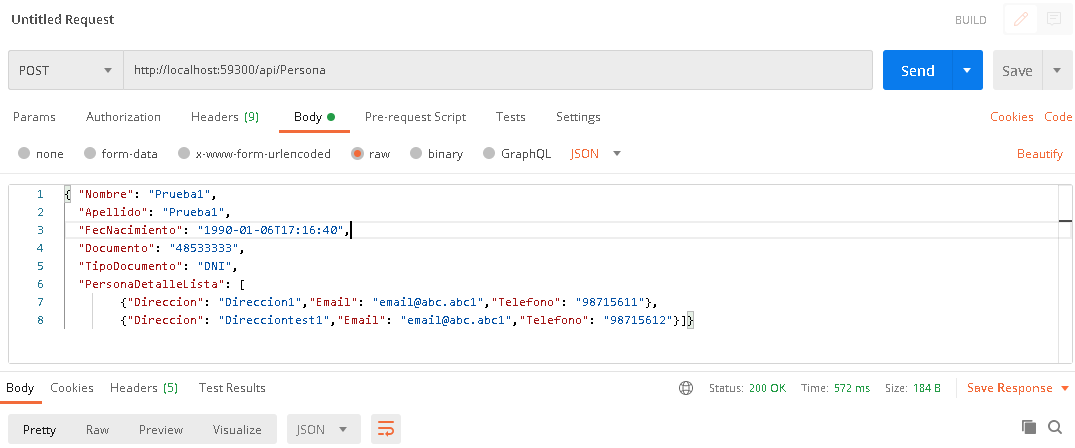 Untitled Request
BUILD
POST
http://localhost:59300/api/Persona
Send
Save
Params Authorization Headers (9) Body Pre-request Script Tests Settings Cookies Code
none form-data x-www-form-urlencoded raw binary GraphQL JSON Beautify
1 { "Nombre": "Prueba1",
2 "Apellido": "Prueba1",
3 "FecNacimiento": "1990-01-06T17:16:40",
4 "Documento": "48533333",
5 "TipoDocumento": "DNI",
6 "PersonaDetalleLista": [
7 {"Direccion": "Direccion1","Email": "email@abc.abc1","Telefono": "98715611"},
8 {"Direccion": "Direcciontest1","Email": "email@abc.abc1","Telefono": "98715612"}]}
Body Cookies Headers (5) Test Results Status: 200 OK Time: 572 ms Size: 184 B Save Response
Pretty Raw Preview Visualize JSON